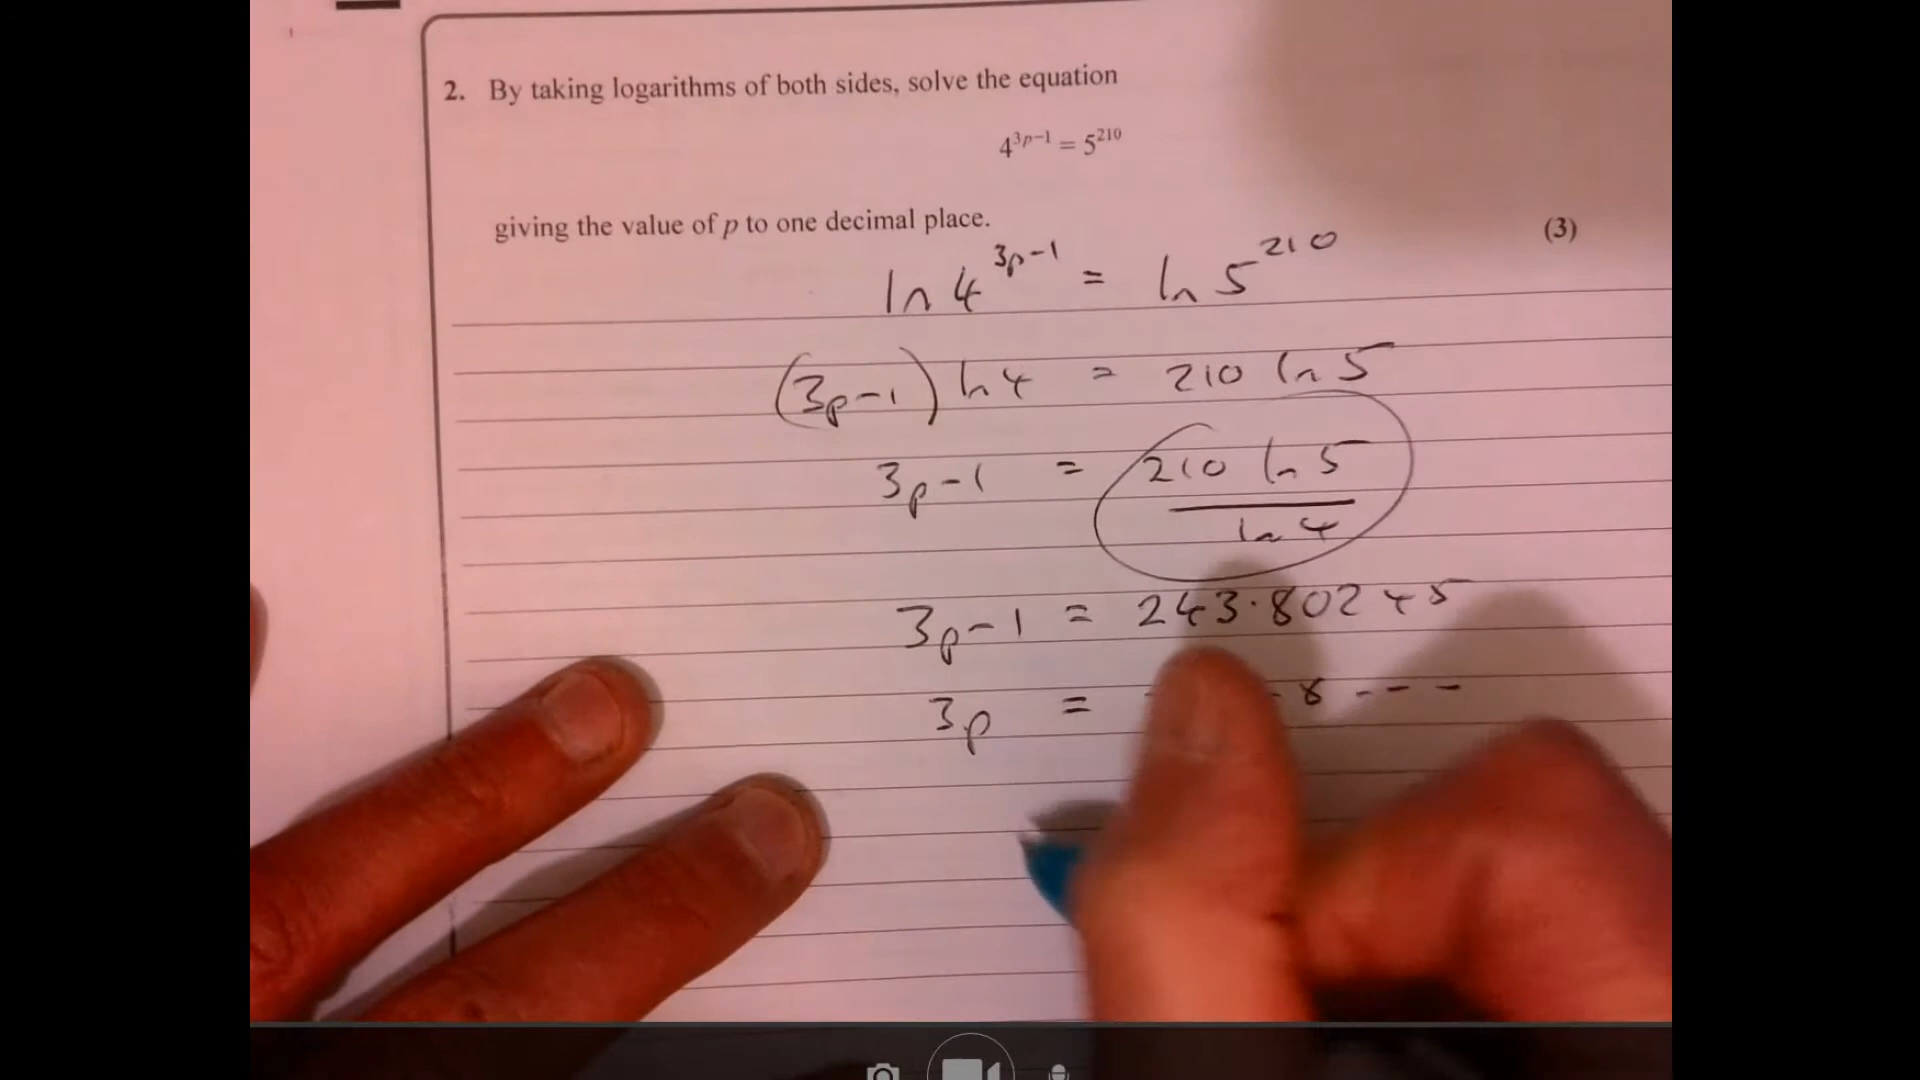 2. By taking logarithms of both sides, solve the equation
4^{3p-1} = 5^{210}
giving the value of p to one decimal place.
(3)
ln 4^{3p-1} = ln 5^{210}
(3p-1) ln 4 = 210 ln 5
3p-1 = \frac{210 ln 5}{ln 4}
3p-1 = 243.80245
3p = 8 ---